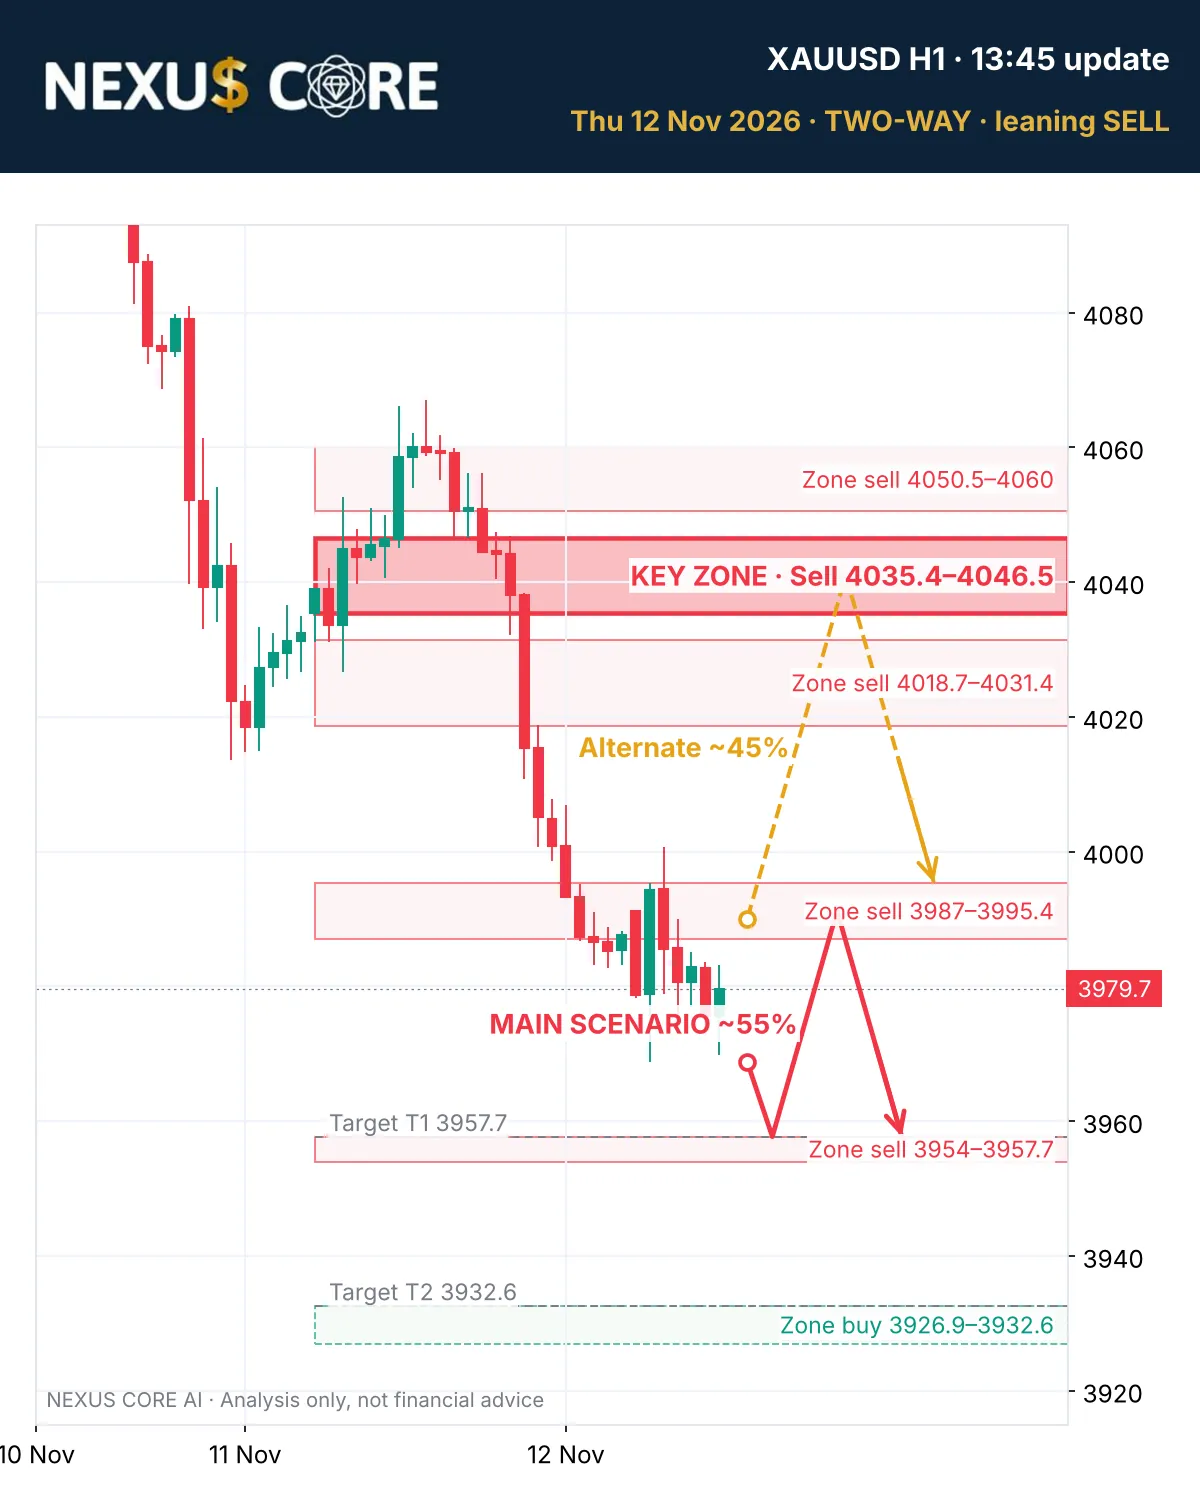 NEXU$ CORE
XAUUSD H1 · 13:45 update
Thu 12 Nov 2026 · TWO-WAY · leaning SELL
4080
4060
Zone sell 4050.5–4060
KEY ZONE · Sell 4035.4–4046.5
4040
Zone sell 4018.7–4031.4
4020
Alternate ~45%
4000
Zone sell 3987–3995.4
3979.7
MAIN SCENARIO ~55%
Target T1 3957.7
3960
Zone sell 3954–3957.7
3940
Target T2 3932.6
Zone buy 3926.9–3932.6
3920
NEXUS CORE AI · Analysis only, not financial advice
10 Nov
11 Nov
12 Nov